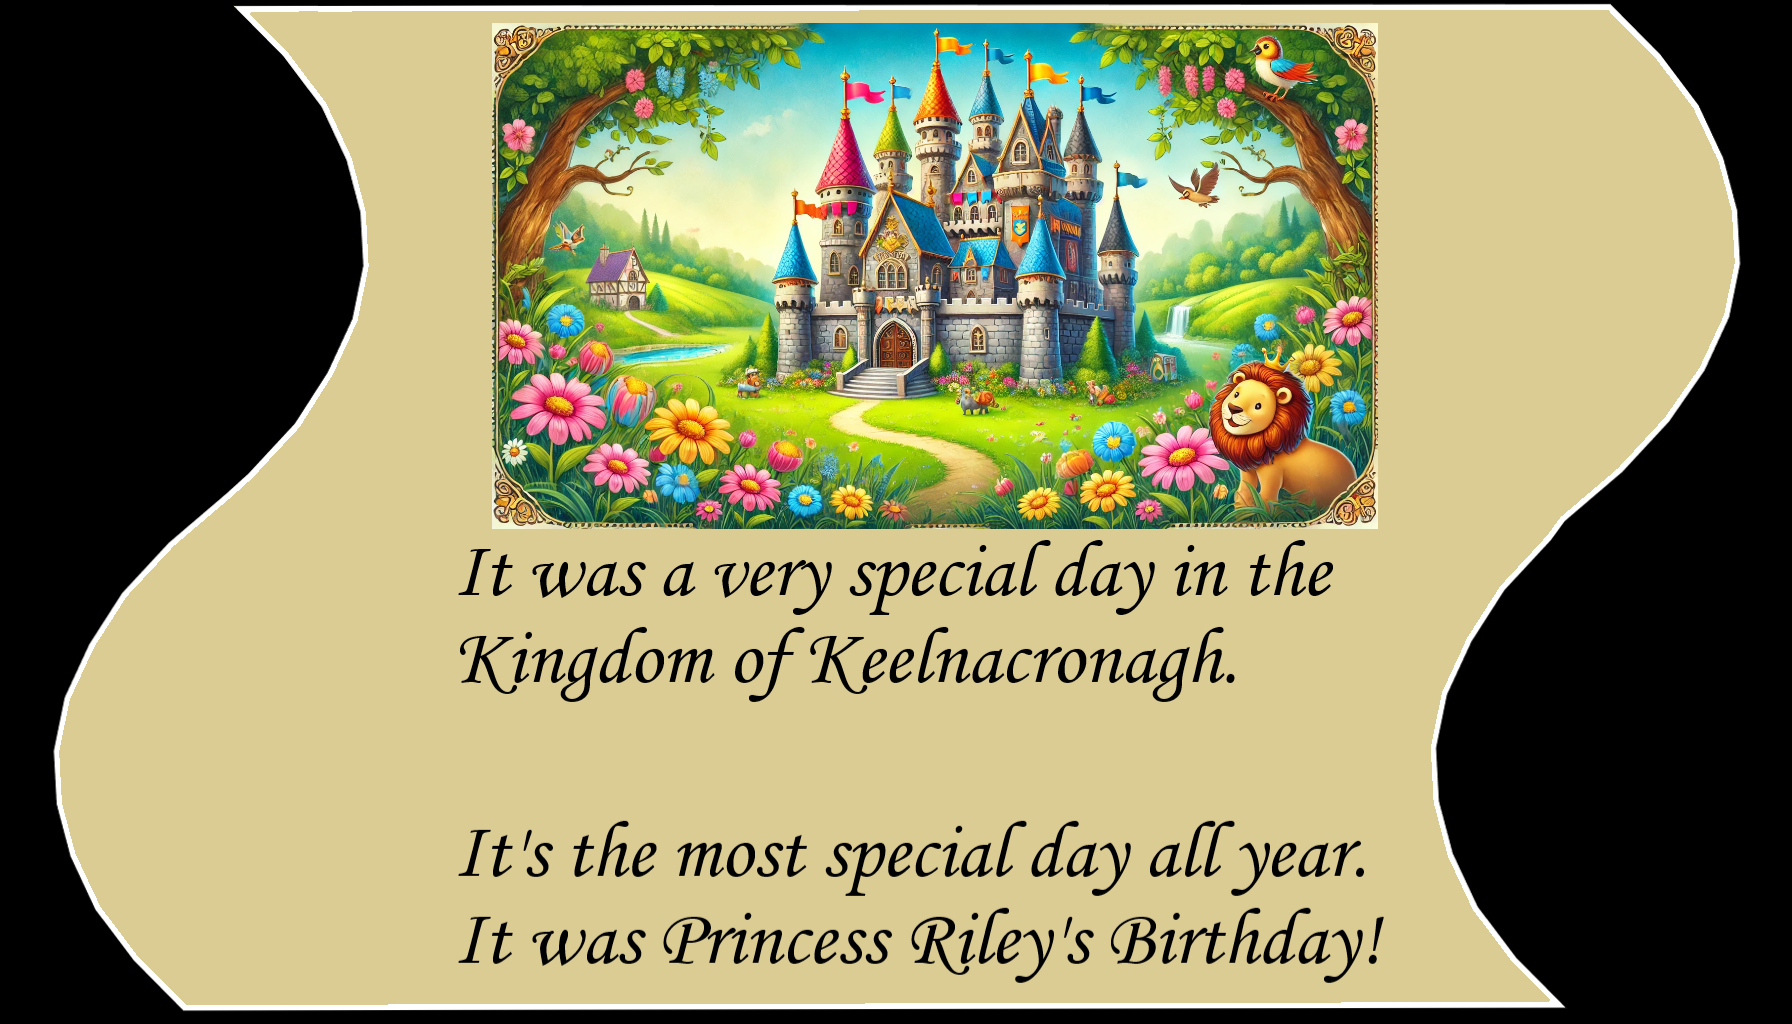 It was a very special day in the
Kingdom of Keelnacronagh.
It's the most special day all year.
It was Princess Riley's Birthday!